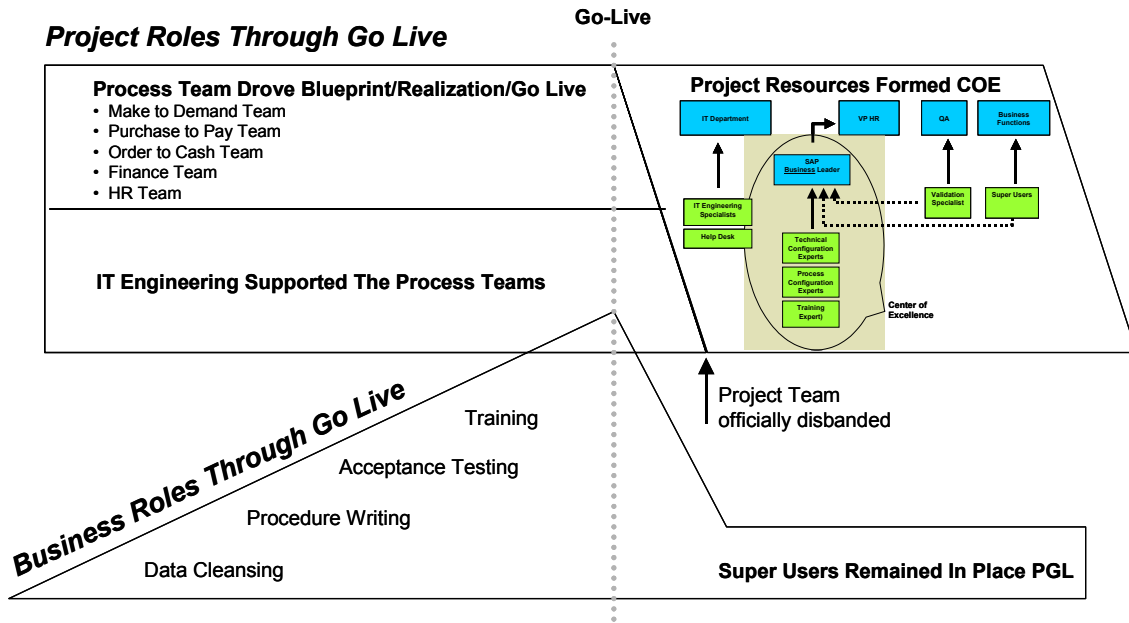 Go-Live
Project Roles Through Go Live
Process Team Drove Blueprint/Realization/Go Live
• Make to Demand Team
• Purchase to Pay Team
• Order to Cash Team
• Finance Team
• HR Team
IT Engineering Supported The Process Teams
Project Resources Formed COE
IT Department
VP HR
QA
Business
Functions
SAP
Business Leader
IT Engineering
Specialists
Help Desk
Validation
Specialist
Super Users
Technical
Configuration
Experts
Process
Configuration
Experts
Training
Expert)
Center of
Excellence
Project Team
officially disbanded
Business Roles Through Go Live
Training
Acceptance Testing
Procedure Writing
Data Cleansing
Super Users Remained In Place PGL